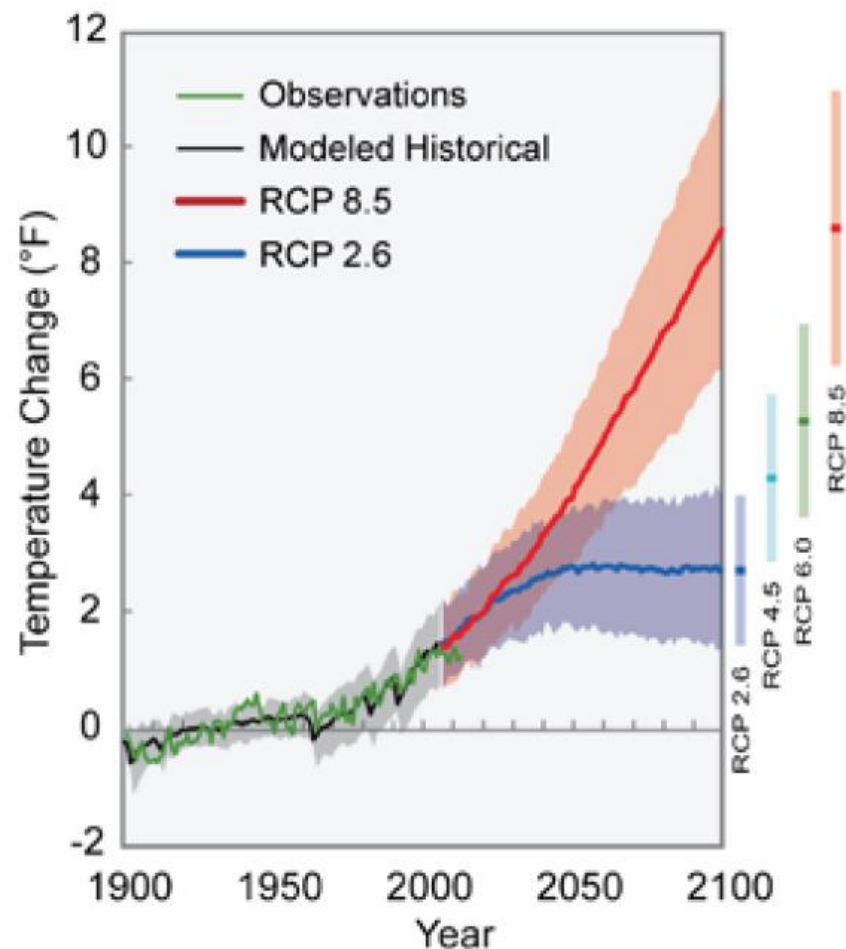 12
10
8
6
4
2
0
-2
Temperature Change (°F)
Observations
Modeled Historical
RCP 8.5
RCP 2.6
1900 1950 2000 2050 2100
Year
RCP 2.6
RCP 4.5
RCP 6.0
RCP 8.5